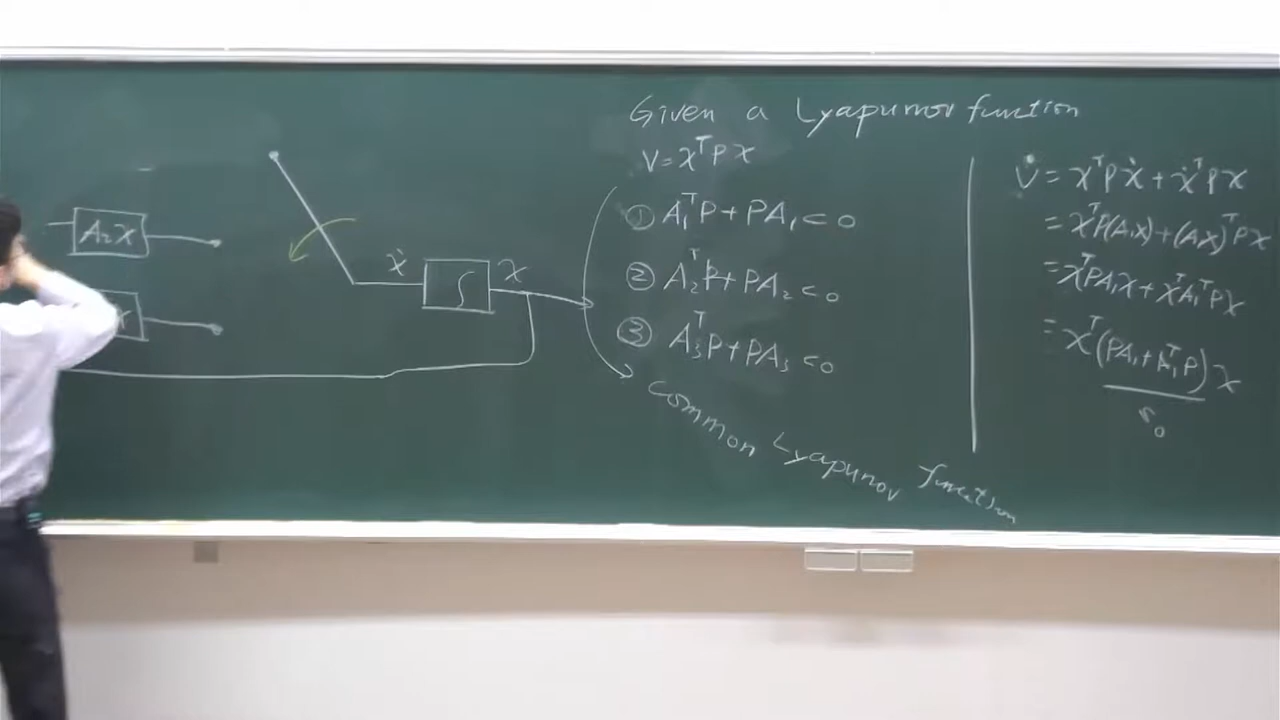 A₂x
x
ẋ
∫
x
Given a Lyapunov function
V = xᵀPx
① A₁ᵀP + PA₁ < 0
② A₂ᵀP + PA₂ < 0
③ A₃ᵀP + PA₃ < 0
common Lyapunov function
V̇ = xᵀPẋ + ẋᵀPx
= xᵀP(A₁x) + (A₁x)ᵀPx
= xᵀPA₁x + xᵀA₁ᵀPx
= xᵀ(PA₁ + A₁ᵀP)x
< 0